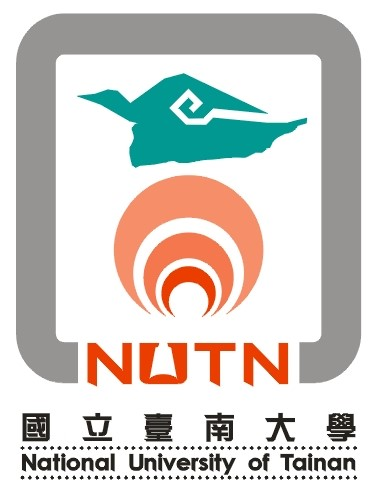 NUTN
國立臺南大學
National University of Tainan